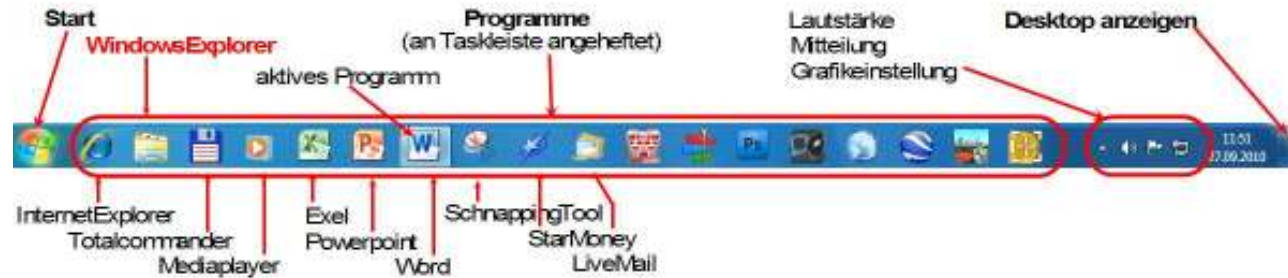 Start
WindowsExplorer
aktives Programm
Programme
(an Taskleiste angeheftet)
Lautstärke
Mitteilung
Grafikeinstellung
Desktop anzeigen
Ps
11:51
27.09.2010
InternetExplorer
Totalcommander
Mediaplayer
Exel
Powerpoint
Word
SchnappingTool
StarMoney
LiveMail